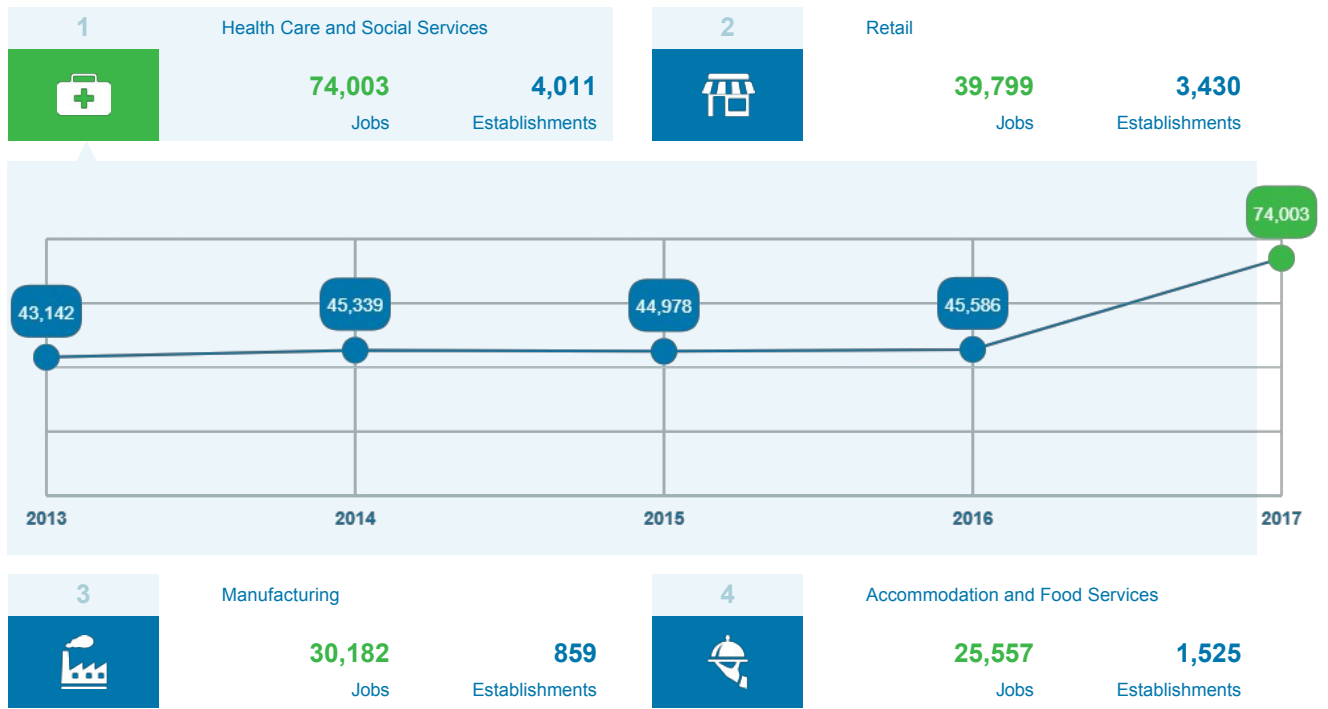 1
Health Care and Social Services
74,003
4,011
Jobs
Establishments
2
Retail
39,799
3,430
Jobs
Establishments
43,142
45,339
44,978
45,586
74,003
2013
2014
2015
2016
2017
3
Manufacturing
30,182
859
Jobs
Establishments
4
Accommodation and Food Services
25,557
1,525
Jobs
Establishments